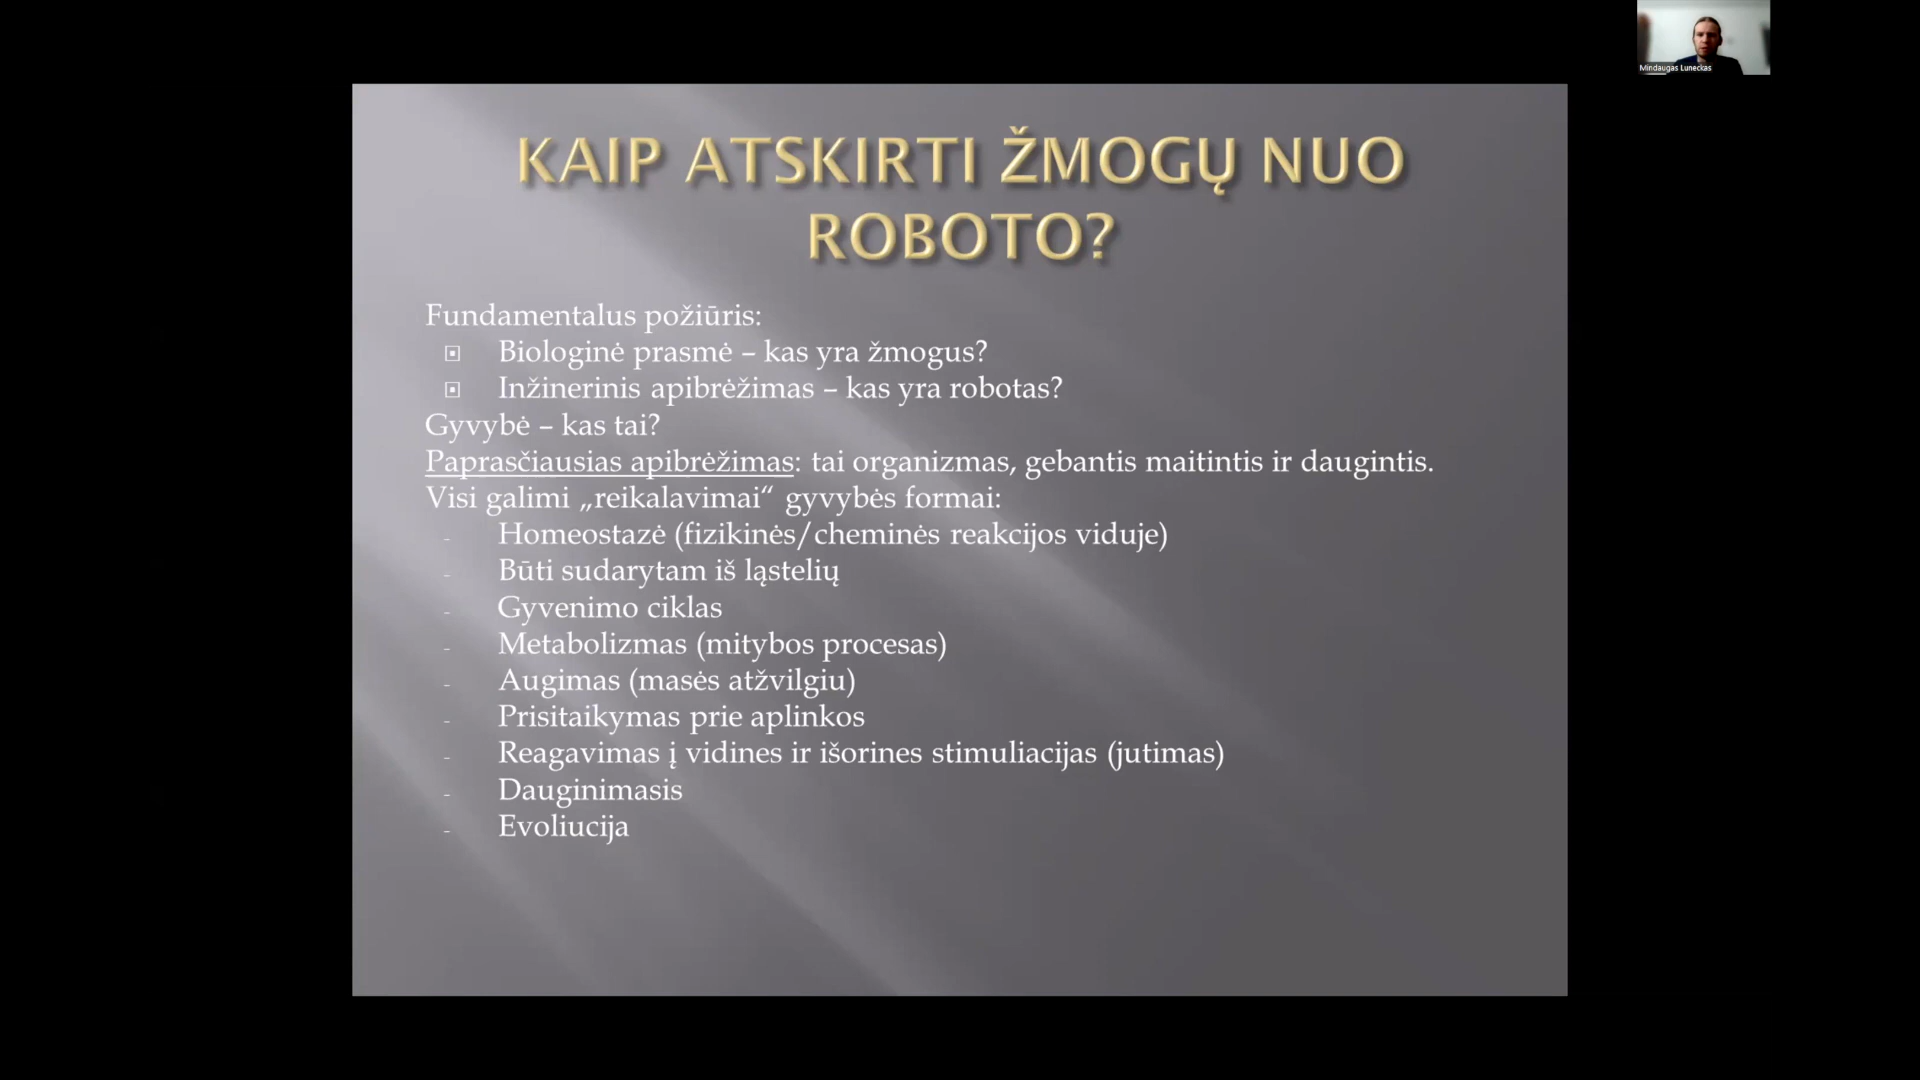 Mindaugas Luneckas
KAIP ATSKIRTI ŽMOGŲ NUO
ROBOTO?
Fundamentalus požiūris:
Biologinė prasmė – kas yra žmogus?
Inžinerinis apibrėžimas – kas yra robotas?
Gyvybė – kas tai?
Paprasčiausias apibrėžimas: tai organizmas, gebantis maitintis ir daugintis.
Visi galimi „reikalavimai“ gyvybės formai:
- Homeostazė (fizikinės/cheminės reakcijos viduje)
- Būti sudarytam iš ląstelių
- Gyvenimo ciklas
- Metabolizmas (mitybos procesas)
- Augimas (masės atžvilgiu)
- Prisitaikymas prie aplinkos
- Reagavimas į vidines ir išorines stimuliacijas (jutimas)
- Dauginimasis
- Evoliucija